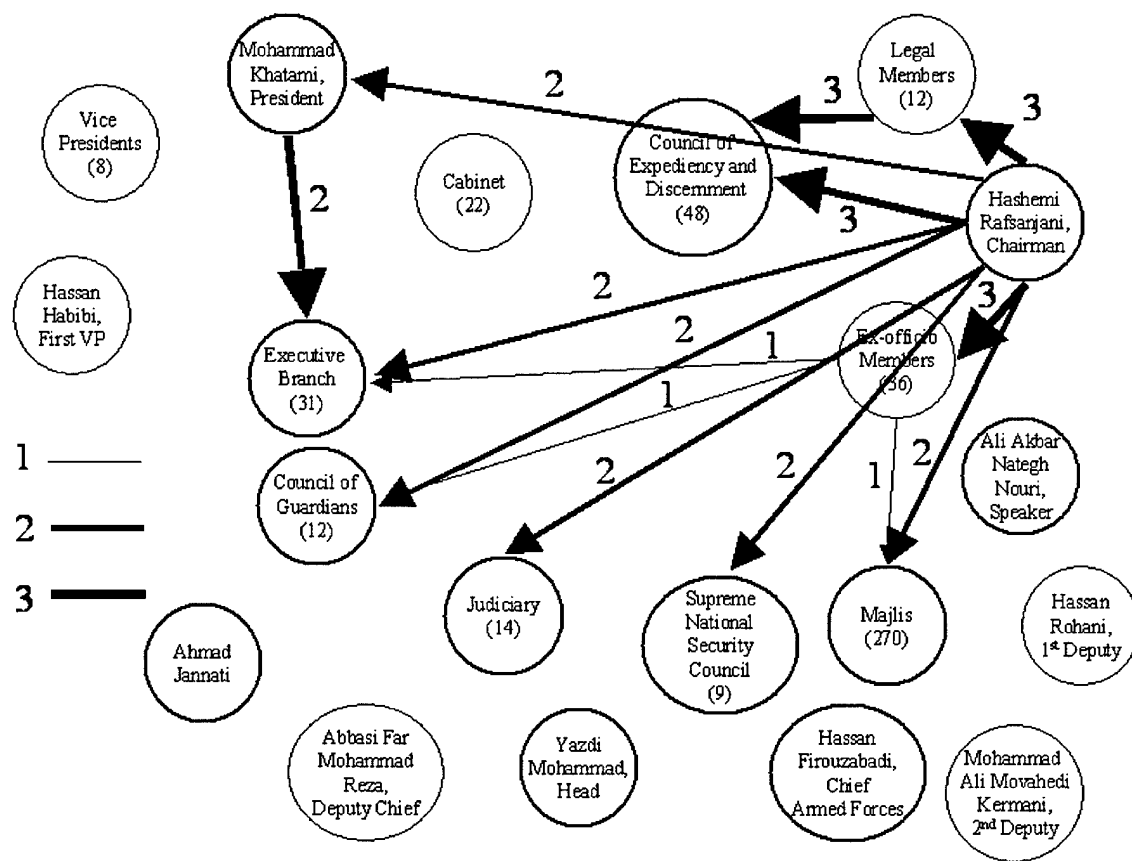 Mohammad
Khatami,
President
Legal
Members
(12)
2
3
3
Vice
Presidents
(8)
Cabinet
(22)
Council of
Expediency and
Discernment
(48)
Hashemi
Rafsanjani,
Chairman
2
3
Hassan
Habibi,
First VP
2
3
Executive
Branch
(31)
2
1
Ex-officio
Members
(36)
1
Council of
Guardians
(12)
2
2
1
2
Ali Akbar
Nategh
Nouri,
Speaker
1
2
3
Judiciary
(14)
Supreme
National
Security
Council
(9)
Majlis
(270)
Hassan
Rohani,
1st Deputy
Ahmad
Jannati
Abbasi Far
Mohammad
Reza,
Deputy Chief
Yazdi
Mohammad,
Head
Hassan
Firouzabadi,
Chief
Armed Forces
Mohammad
Ali Movahedi
Kermani,
2nd Deputy